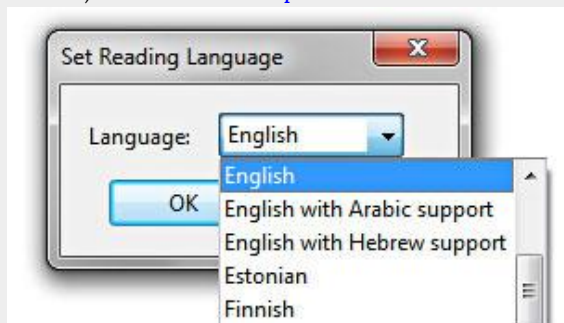 Set Reading Language
Language: English
English
OK
English with Arabic support
English with Hebrew support
Estonian
Finnish